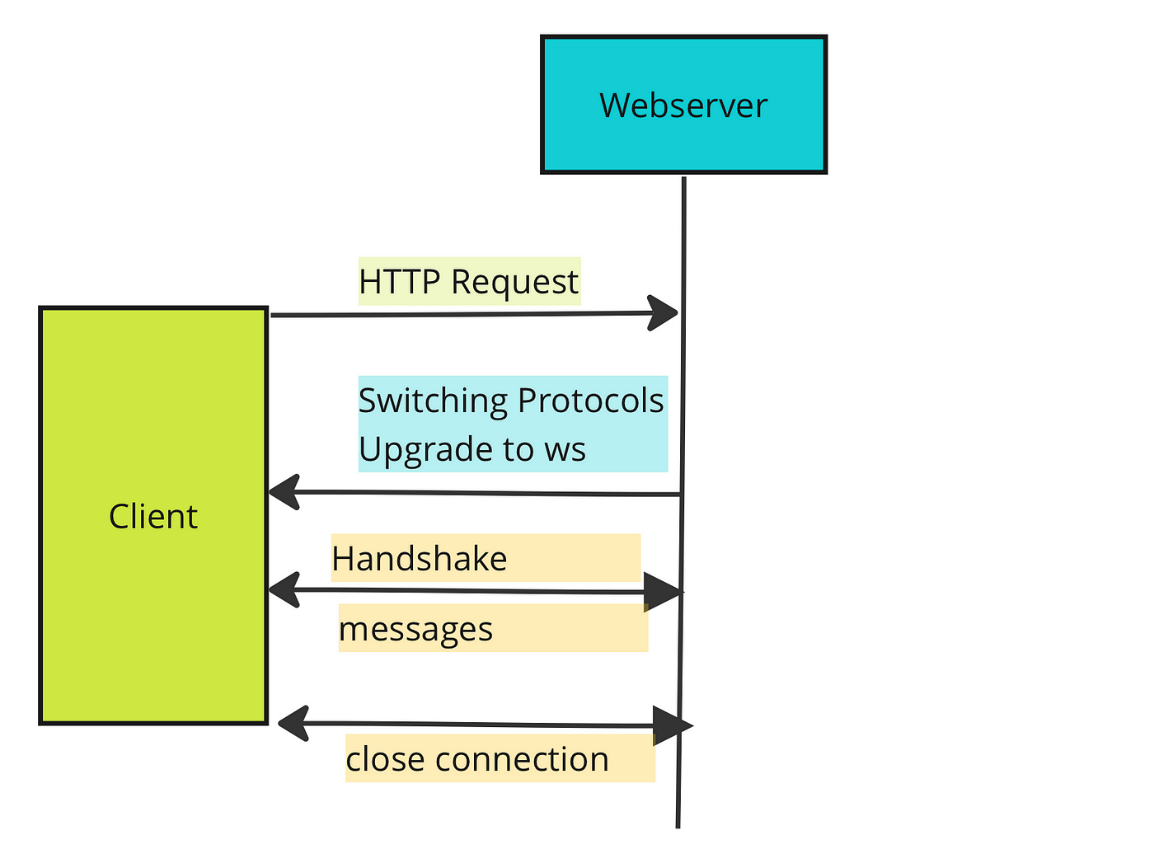 Webserver
HTTP Request
Switching Protocols
Upgrade to ws
Client
Handshake
messages
close connection